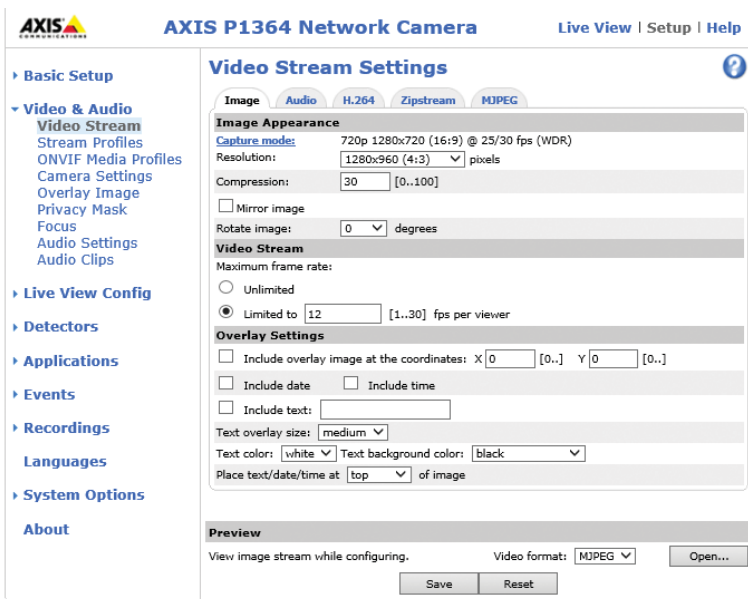 AXIS
COMMUNICATIONS
AXIS P1364 Network Camera
Live View | Setup | Help
Basic Setup
Video & Audio
Video Stream
Stream Profiles
ONVIF Media Profiles
Camera Settings
Overlay Image
Privacy Mask
Focus
Audio Settings
Audio Clips
Live View Config
Detectors
Applications
Events
Recordings
Languages
System Options
About
Video Stream Settings
?
Image Audio H.264 Zipstream MJPEG
Image Appearance
Capture mode: 720p 1280x720 (16:9) @ 25/30 fps (WDR)
Resolution: 1280x960 (4:3) pixels
Compression: 30 [0..100]
Mirror image
Rotate image: 0 degrees
Video Stream
Maximum frame rate:
Unlimited
Limited to 12 [1..30] fps per viewer
Overlay Settings
Include overlay image at the coordinates: X 0 [0..] Y 0 [0..]
Include date Include time
Include text:
Text overlay size: medium
Text color: white Text background color: black
Place text/date/time at top of image
Preview
View image stream while configuring. Video format: MJPEG Open...
Save Reset